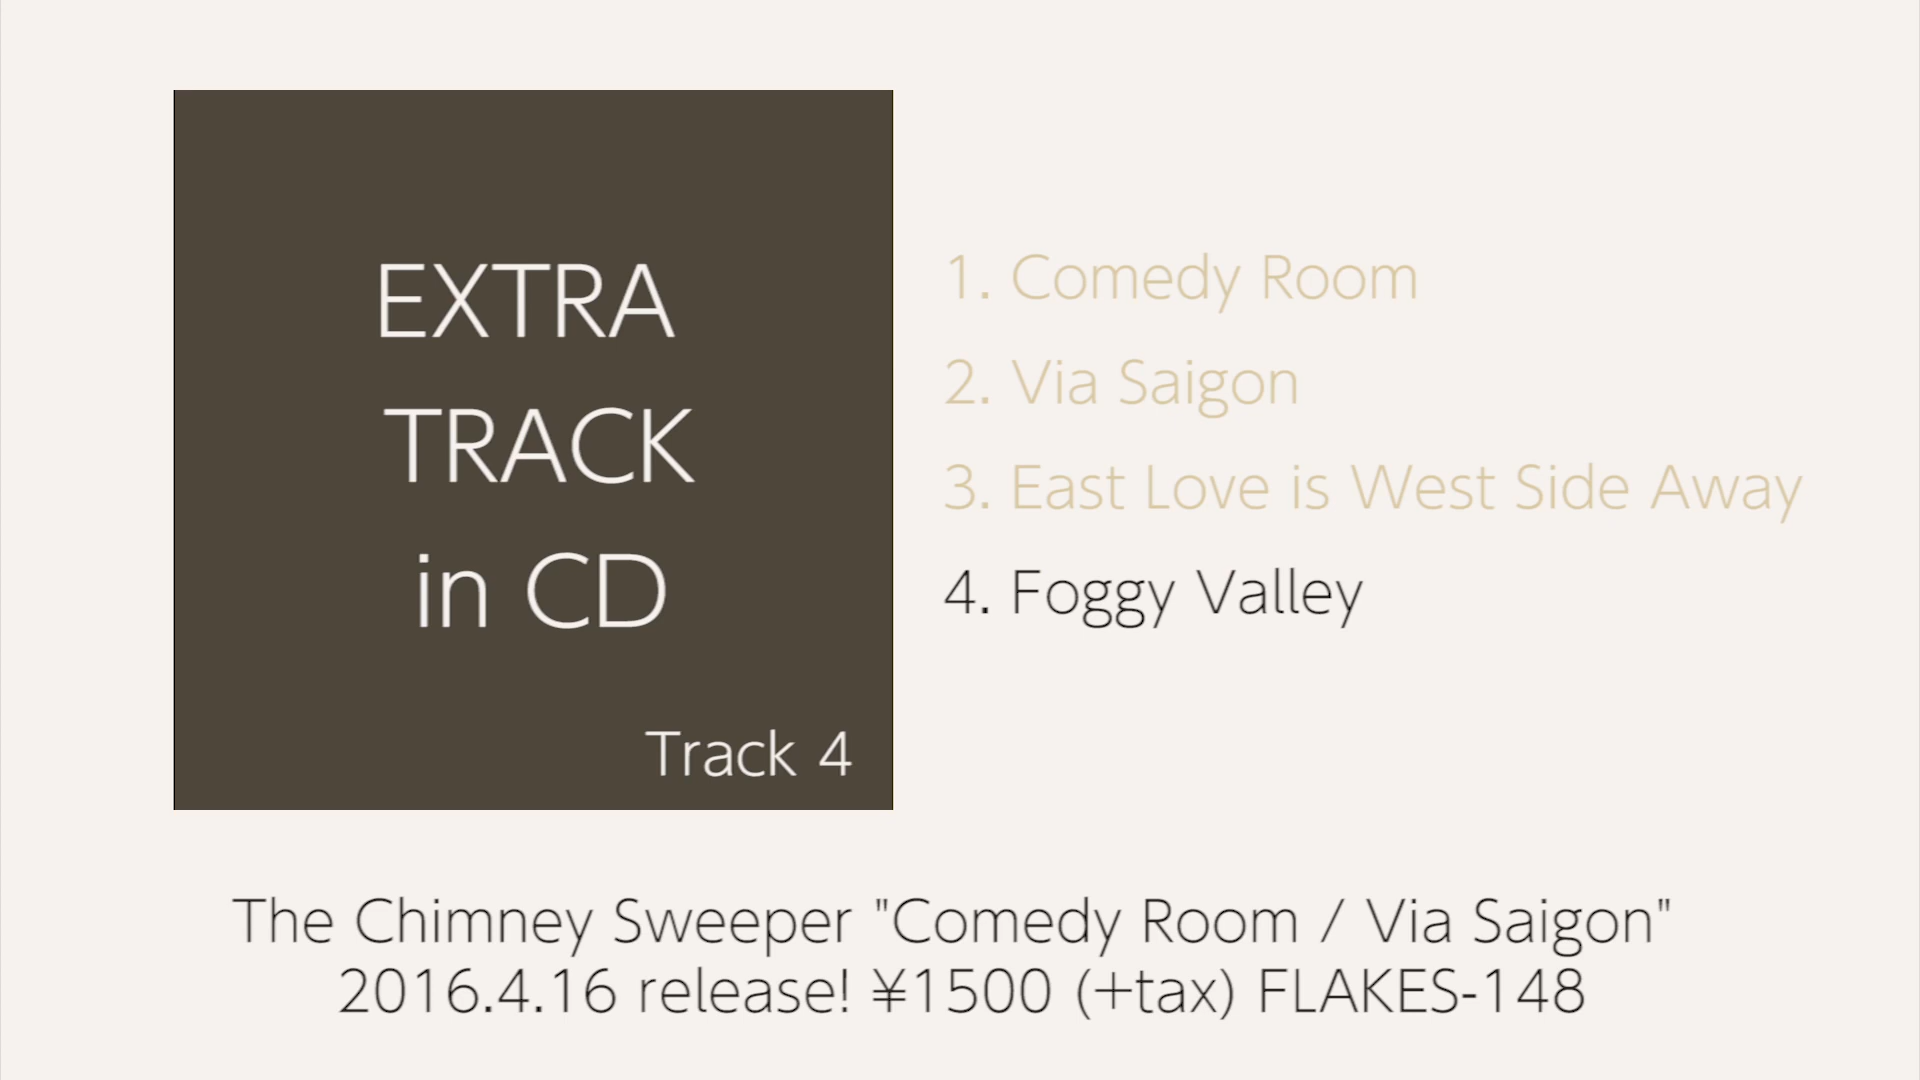 EXTRA
TRACK
in CD
Track 4
1. Comedy Room
2. Via Saigon
3. East Love is West Side Away
4. Foggy Valley
The Chimney Sweeper "Comedy Room / Via Saigon"
2016.4.16 release! ¥1500 (+tax) FLAKES-148